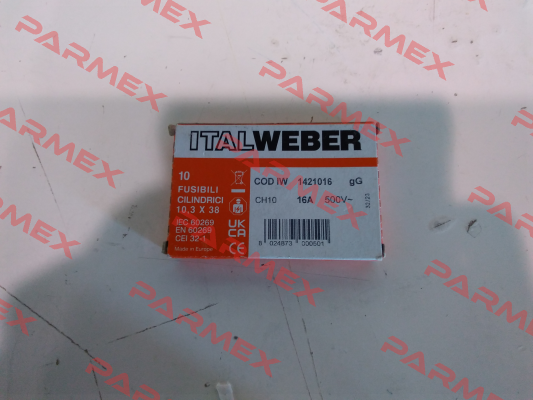 ITALWEBER
10
FUSIBILI
CILINDRICI
10,3 X 38
IEC 60269
EN 60269
CEI 32-1
Made in Europe
UK
CA
CE
COD IW 1421016 gG
CH10 16A 500V~
8 024873 000501
PARMEX
PARMEX
PARMEX
PARMEX
PARMEX
PARMEX
PARMEX
PARMEX
PARMEX